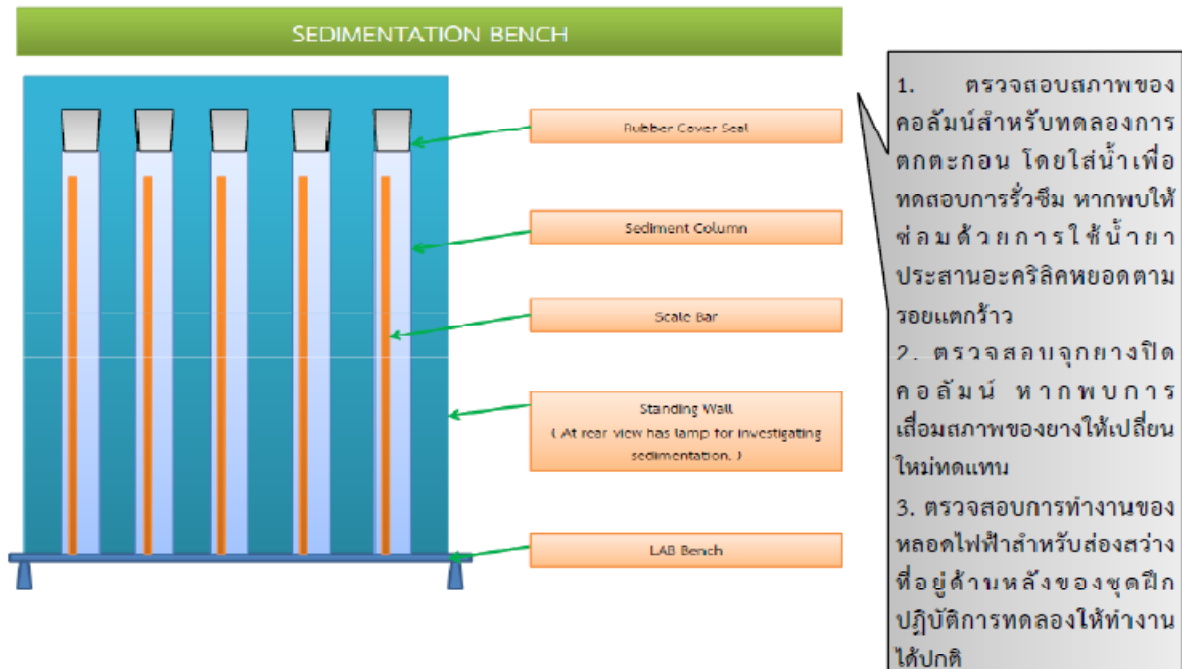 SEDIMENTATION BENCH
Rubber Cover Seal
Sediment Column
Scale Bar
Standing Wall
( At rear view has lamp for investigating
sedimentation. )
LAB Bench
1. ตรวจสอบสภาพของ
คอลัมน์สำหรับทดลองการ
ตกตะกอน โดยใส่น้ำเพื่อ
ทดสอบการรั่วซึม หากพบให้
ซ่อมด้วยการใช้น้ำยา
ประสานอะคริลิคหยอดตาม
รอยแตกร้าว
2. ตรวจสอบจุกยางปิด
คอลัมน์ หากพบการ
เสื่อมสภาพของยางให้เปลี่ยน
ใหม่ทดแทน
3. ตรวจสอบการทำงานของ
หลอดไฟฟ้าสำหรับส่องสว่าง
ที่อยู่ด้านหลังของชุดฝึก
ปฏิบัติการทดลองให้ทำงาน
ได้ปกติ